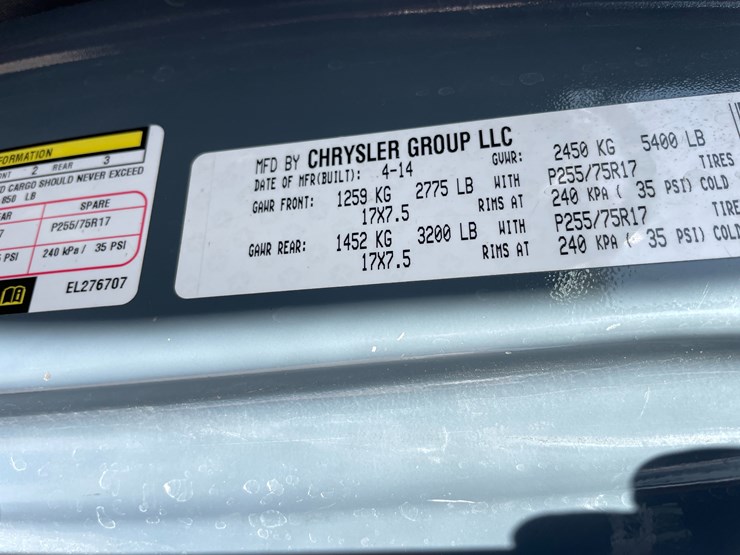 FORMATION
2 REAR 3
CARGO SHOULD NEVER EXCEED
850 LB
SPARE
P255/75R17
PSI 240 kPa / 35 PSI
EL276707
MFD BY CHRYSLER GROUP LLC
DATE OF MFR(BUILT): 4-14 GVWR: 2450 KG 5400 LB
GAWR FRONT: 1259 KG 2775 LB WITH P255/75R17 TIRES
17X7.5 RIMS AT 240 KPA ( 35 PSI) COLD
GAWR REAR: 1452 KG 3200 LB WITH P255/75R17 TIRE
17X7.5 RIMS AT 240 KPA ( 35 PSI) COLD